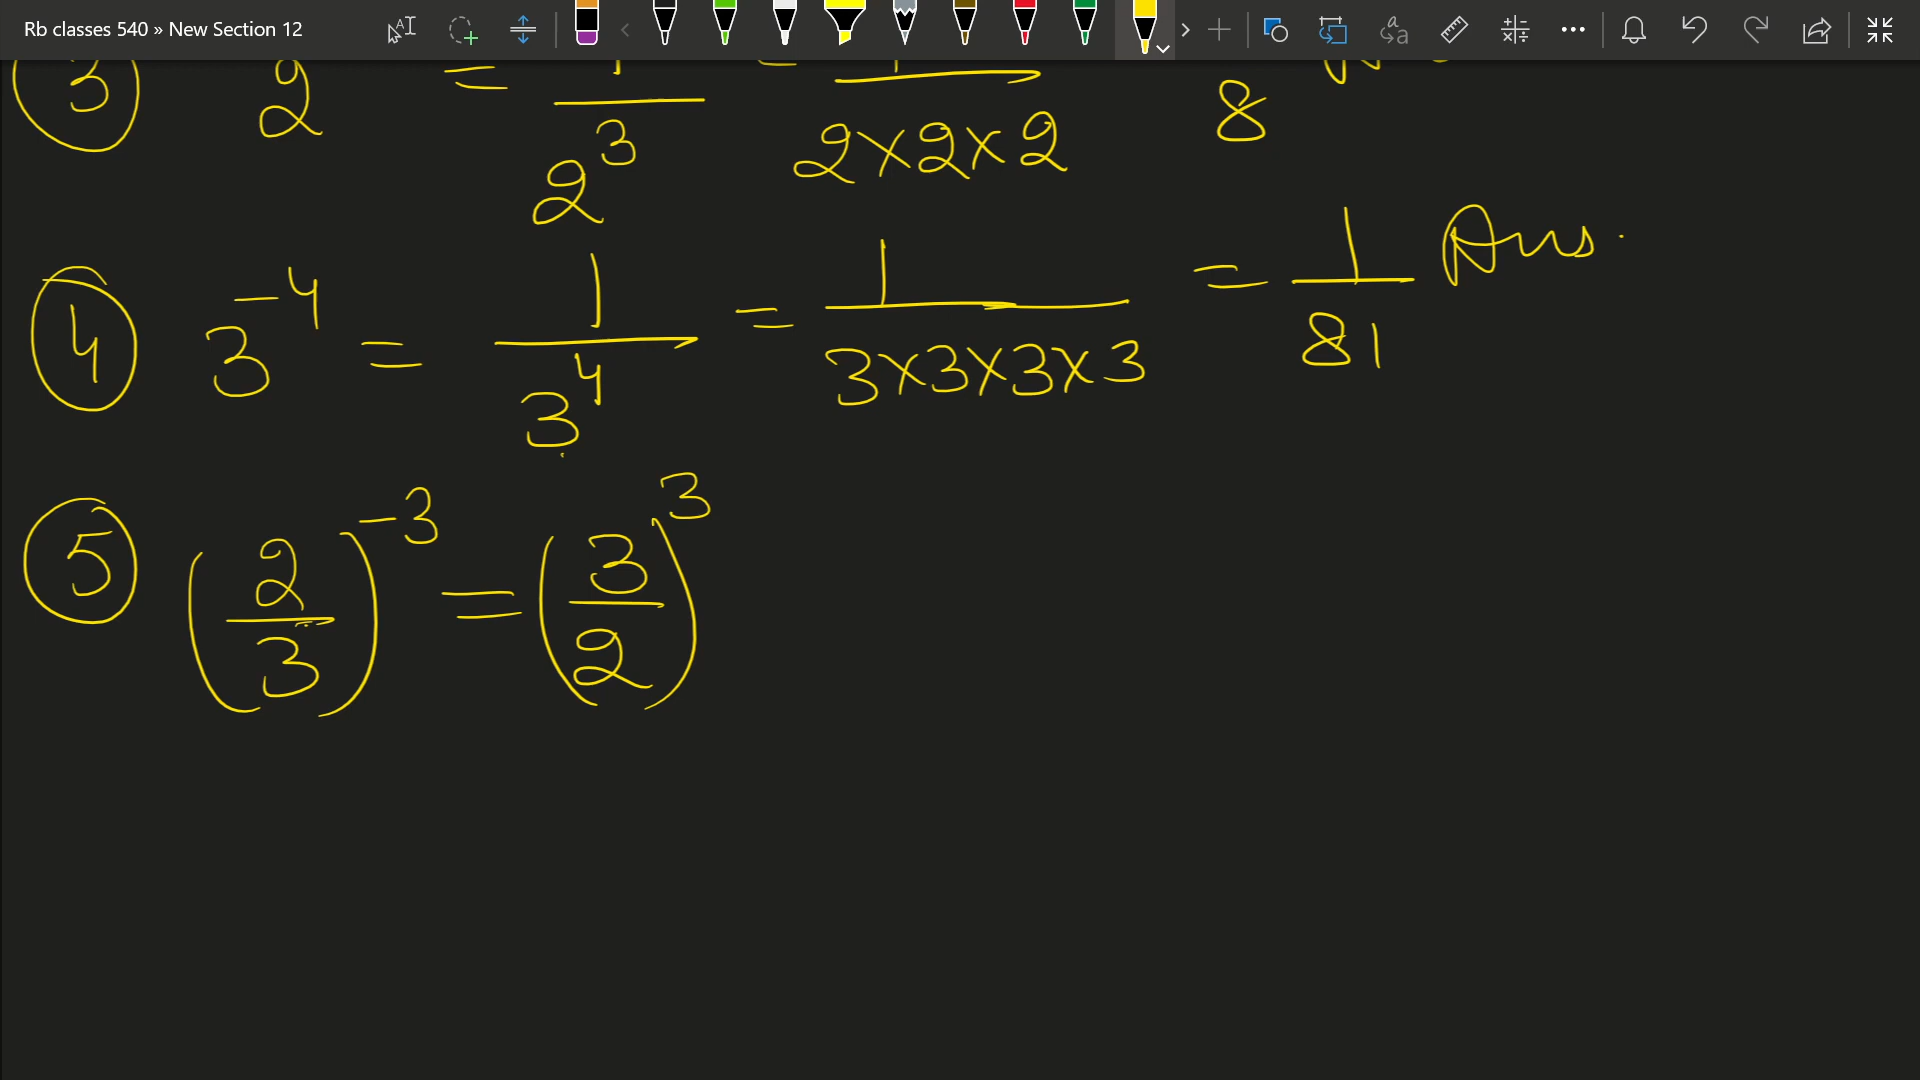 Rb classes 540 » New Section 12
③ 2 = 1/2³ = 1/(2×2×2) 8
④ 3⁻⁴ = 1/3⁴ = 1/(3×3×3×3) = 1/81 Ans.
⑤ (2/3)⁻³ = (3/2)³